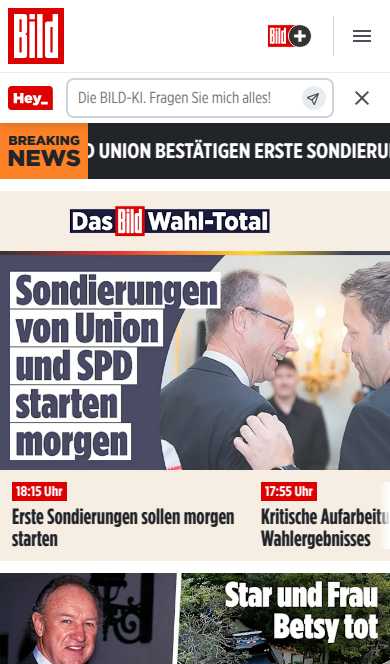 Bild
Bild
Hey_
Die BILD-KI. Fragen Sie mich alles!
BREAKING
NEWS
UNION BESTÄTIGEN ERSTE
Das Bild Wahl-Total
Sondierungen
von Union
und SPD
starten
morgen
18:15 Uhr
Erste Sondierungen sollen morgen
starten
17:55 Uhr
Kritische
Wahlergebnisses
Star und Frau
Betsy tot